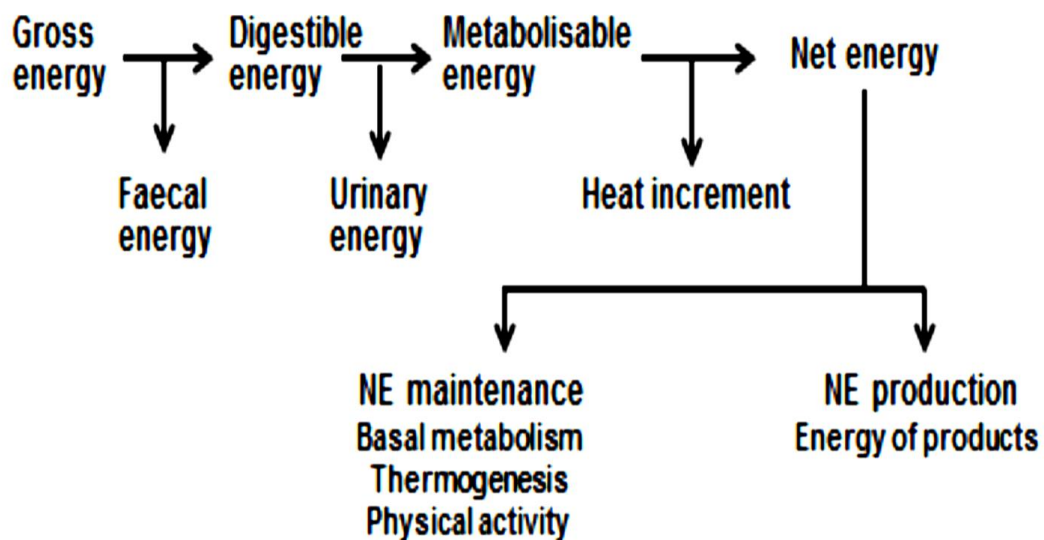 Gross
energy
Digestible
energy
Metabolisable
energy
Net energy
Faecal
energy
Urinary
energy
Heat increment
NE maintenance
Basal metabolism
Thermogenesis
Physical activity
NE production
Energy of products